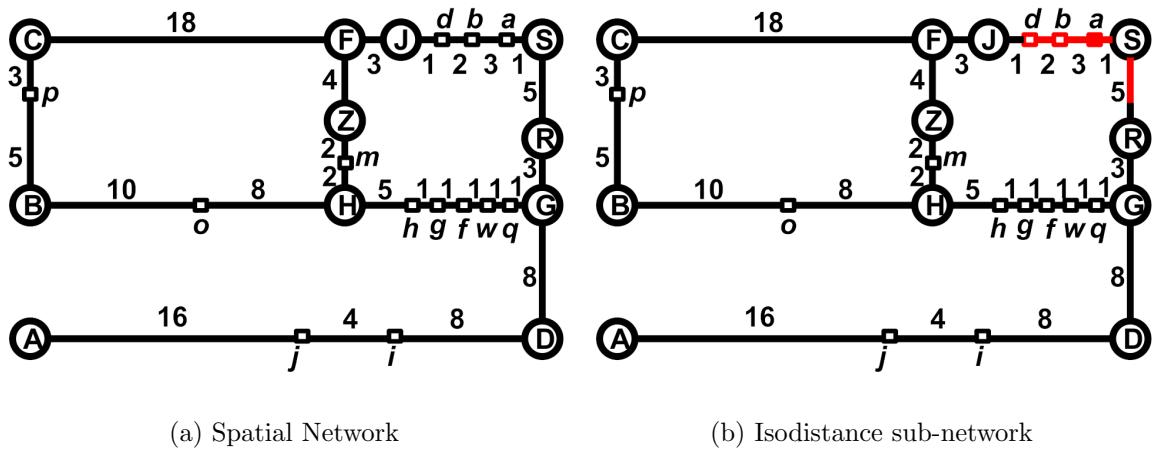 18 d b a 18 d b a
C F J S C F J S
3 3 1 2 3 1 3 3 1 2 3 1
p 4 5 p 4 5
Z R Z R
2 m 2 m
5 2 3 5 2 3
10 8 5 1 1 1 1 1 10 8 5 1 1 1 1 1
B H G B H G
o h g f w q o h g f w q
8 8
16 4 8 16 4 8
A D A D
j i j i
(a) Spatial Network (b) Isodistance sub-network